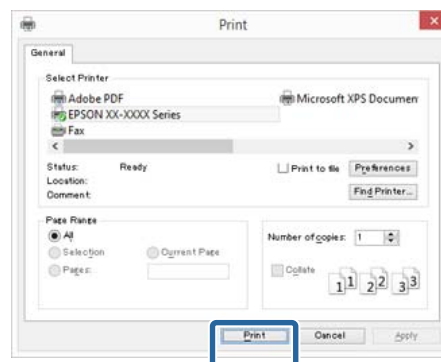 Print
General
Select Printer
Adobe PDF
Microsoft XPS Documen
EPSON XX-XXXX Series
Fax
Status: Ready
Print to file
Preferences
Location:
Comment:
Find Printer...
Page Range
All
Selection
Current Page
Pages:
Number of copies: 1
Collate
1 1 2 2 3 3
Print
Cancel
Apply